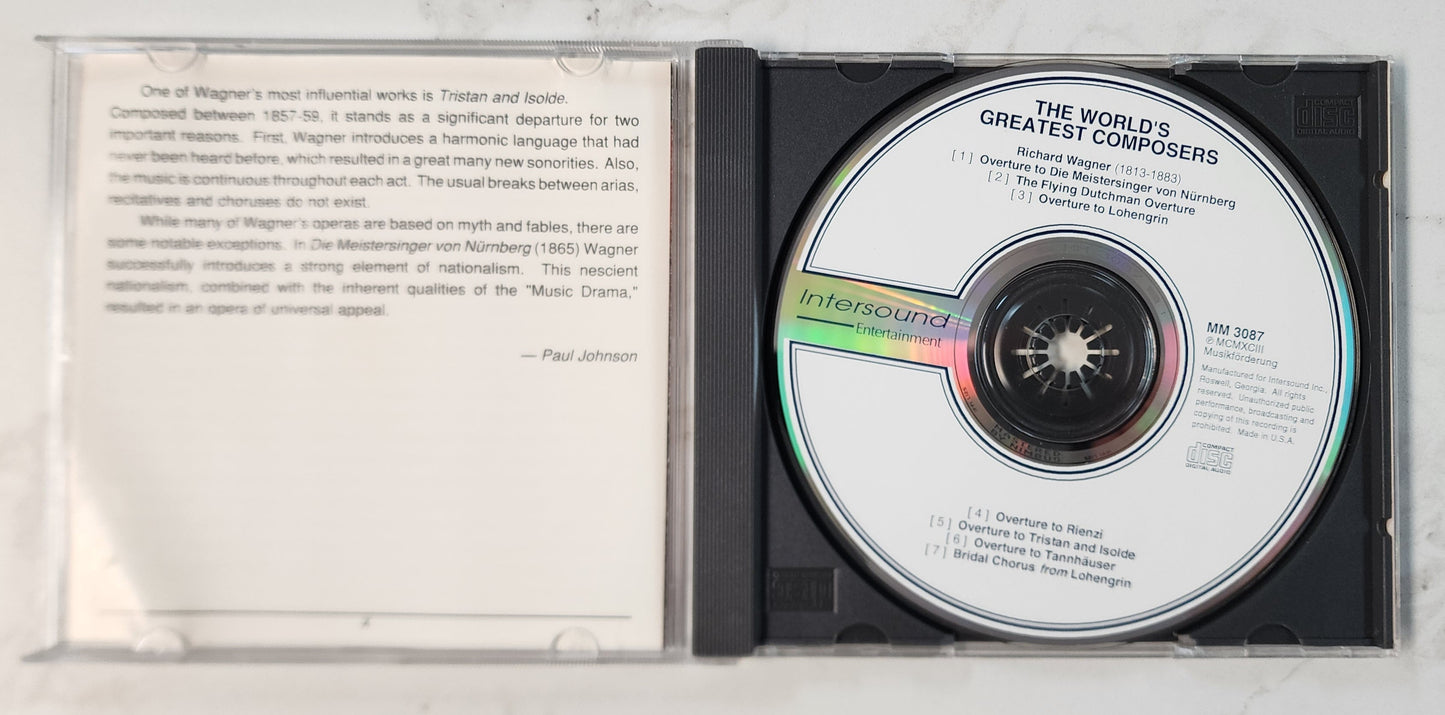 One of Wagner's most influential works is Tristan and Isolde.
Composed between 1857-59, it stands as a significant departure for two
important reasons. First, Wagner introduces a harmonic language that had
never been heard before, which resulted in a great many new sonorities. Also,
the music is continuous throughout each act. The usual breaks between arias,
recitatives and choruses do not exist.
While many of Wagner's operas are based on myth and fables, there are
some notable exceptions. In Die Meistersinger von Nürnberg (1865) Wagner
successfully introduces a strong element of nationalism. This nescient
nationalism, combined with the inherent qualities of the "Music Drama,"
resulted in an opera of universal appeal.
— Paul Johnson
THE WORLD'S
GREATEST COMPOSERS
Richard Wagner (1813-1883)
[1] Overture to Die Meistersinger von Nürnberg
[2] The Flying Dutchman Overture
[3] Overture to Lohengrin
Intersound
Entertainment
MM 3087
℗ MCMXCIII
Musikförderung
Manufactured for Intersound Inc.,
Roswell, Georgia. All rights
reserved. Unauthorized public
performance, broadcasting and
copying of this recording is
prohibited. Made in U.S.A.
COMPACT
disc
DIGITAL AUDIO
[4] Overture to Rienzi
[5] Overture to Tristan and Isolde
[6] Overture to Tannhäuser
[7] Bridal Chorus from Lohengrin
MASTERED
BY NIMBUS
COMPACT
disc
DIGITAL AUDIO